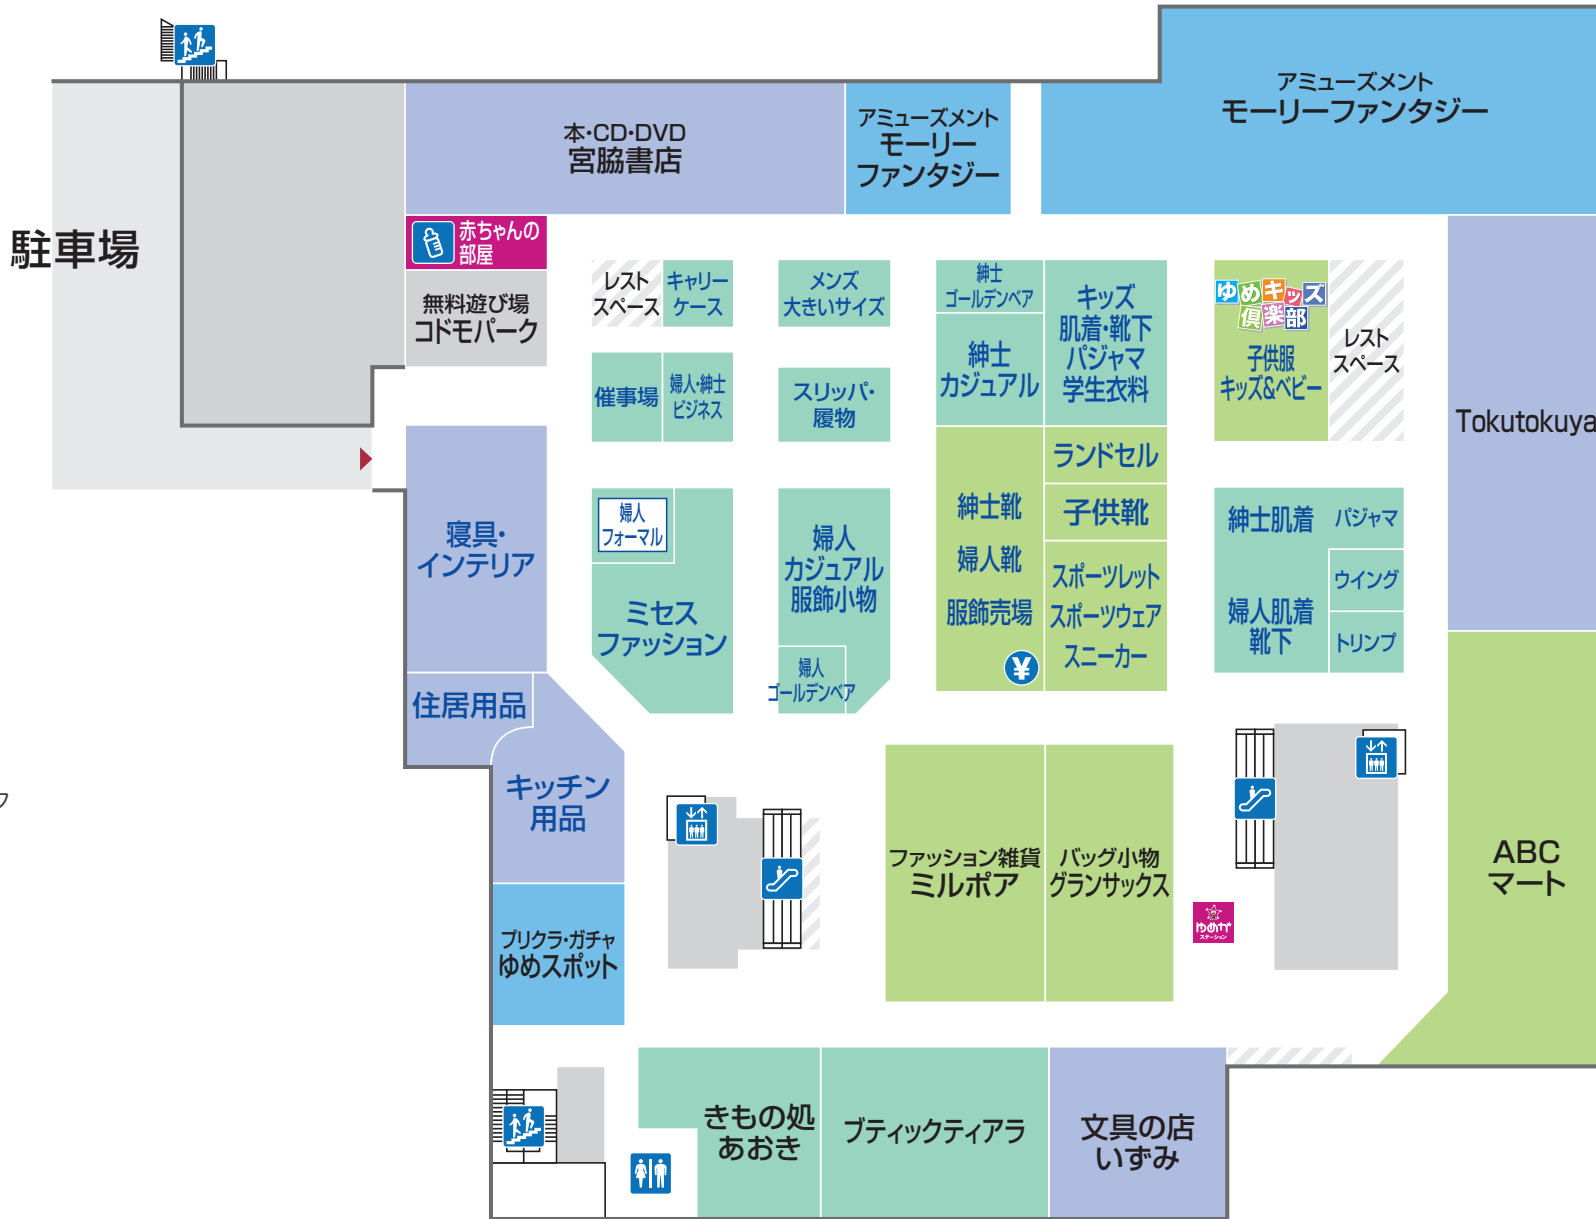 アミューズメント
モーリーファンタジー
本・CD・DVD
宮脇書店
アミューズメント
モーリー
ファンタジー
駐車場
赤ちゃんの
部屋
無料遊び場
コドモパーク
レスト
スペース
キャリー
ケース
メンズ
大きいサイズ
紳士
ゴールデンベア
キッズ
肌着・靴下
パジャマ
学生衣料
ゆめキッズ
倶楽部
子供服
キッズ&ベビー
レスト
スペース
Tokutokuya
催事場
婦人・紳士
ビジネス
スリッパ・
履物
紳士
カジュアル
ランドセル
子供靴
紳士靴
婦人靴
服飾売場
¥
スポーツレット
スポーツウェア
スニーカー
寝具・
インテリア
婦人
フォーマル
ミセス
ファッション
婦人
カジュアル
服飾小物
婦人
ゴールデンベア
紳士肌着
パジャマ
ウイング
婦人肌着
靴下
トリンプ
住居用品
キッチン
用品
ク
ファッション雑貨
ミルポア
バッグ小物
グランサックス
ABC
マート
ゆめか
ステーション
プリクラ・ガチャ
ゆめスポット
きもの処
あおき
ブティックティアラ
文具の店
いずみ